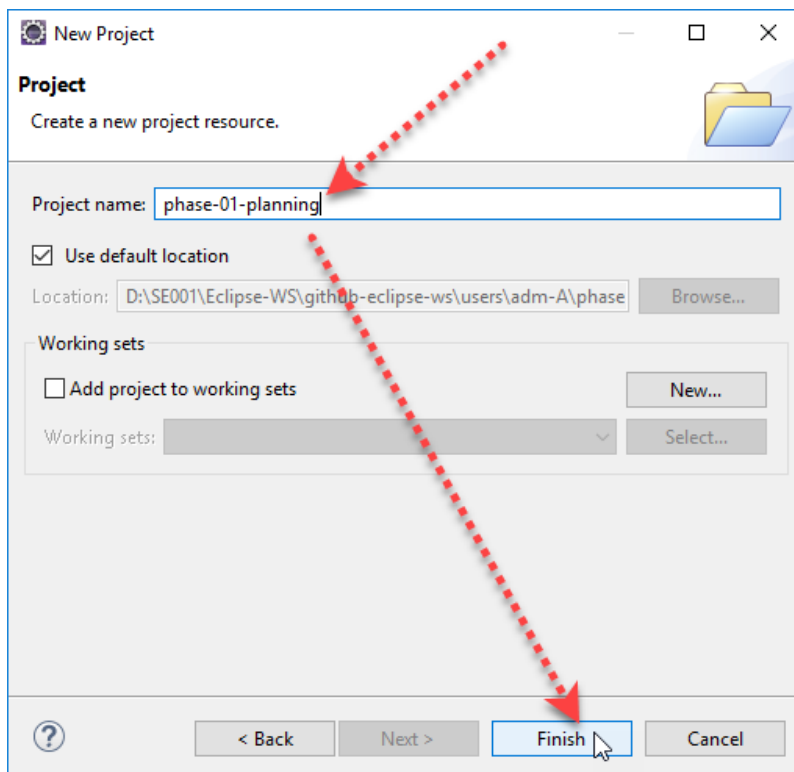 New Project
Project
Create a new project resource.
Project name: phase-01-planning
Use default location
Location: D:\SE001\Eclipse-WS\github-eclipse-ws\users\adm-A\phase Browse...
Working sets
Add project to working sets New...
Working sets: Select...
? < Back Next > Finish Cancel